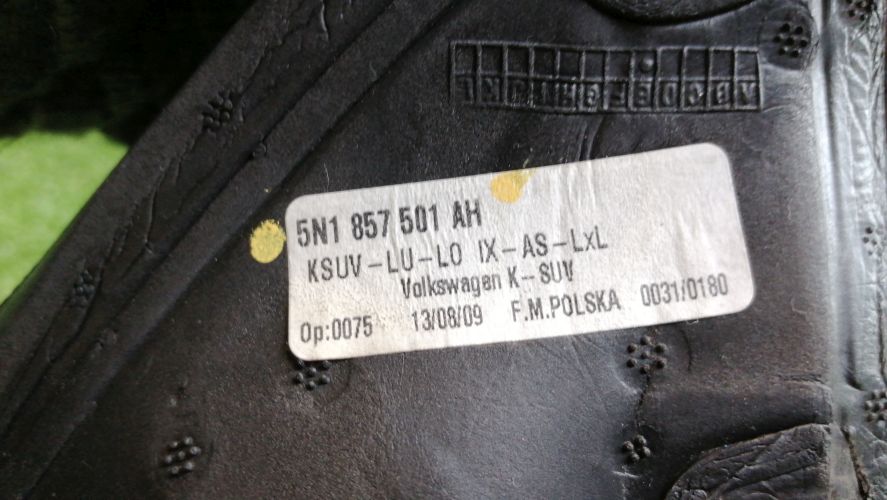 A B C D E F G H I J K L
5N1 857 501 AH
KSUV-LU-LO IX-AS-LxL
Volkswagen K-SUV
Op:0075 13/08/09 F.M.POLSKA 0031/0180